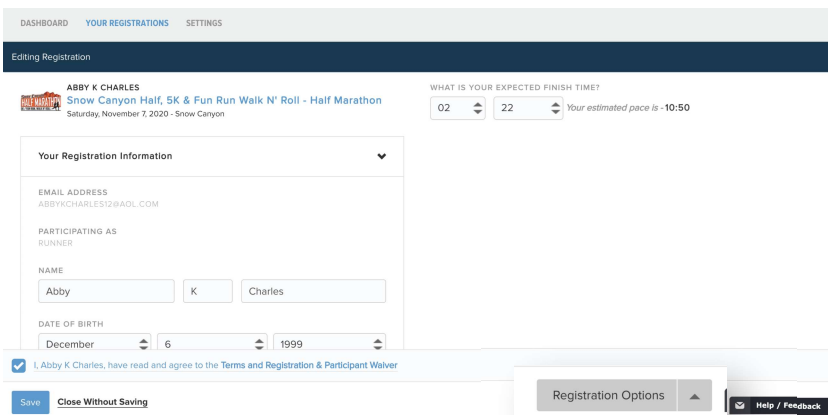 DASHBOARD YOUR REGISTRATIONS SETTINGS
Editing Registration
HALF MARATHON
ABBY K CHARLES
Snow Canyon Half, 5K & Fun Run Walk N' Roll - Half Marathon
Saturday, November 7, 2020 - Snow Canyon
WHAT IS YOUR EXPECTED FINISH TIME?
02 22 Your estimated pace is - 10:50
Your Registration Information
EMAIL ADDRESS
ABBYKCHARLES12@AOL.COM
PARTICIPATING AS
RUNNER
NAME
Abby K Charles
DATE OF BIRTH
December 6 1999
I, Abby K Charles, have read and agree to the Terms and Registration & Participant Waiver
Save Close Without Saving
Registration Options
Help / Feedback